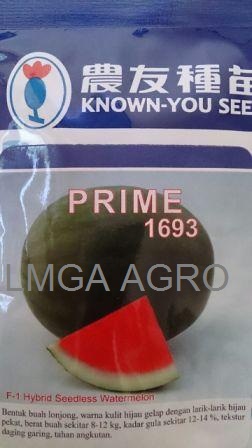 農友種苗
KNOWN-YOU SEE
PRIME
1693
LMGA AGRO
F-1 Hybrid Seedless Watermelon
Bentuk buah lonjong, warna kulit hijau gelap dengan larik-larik hijau
pekat, berat buah sekitar 8-12 kg, kadar gula sekitar 12-14 %, tekstur
daging garing, tahan angkutan.